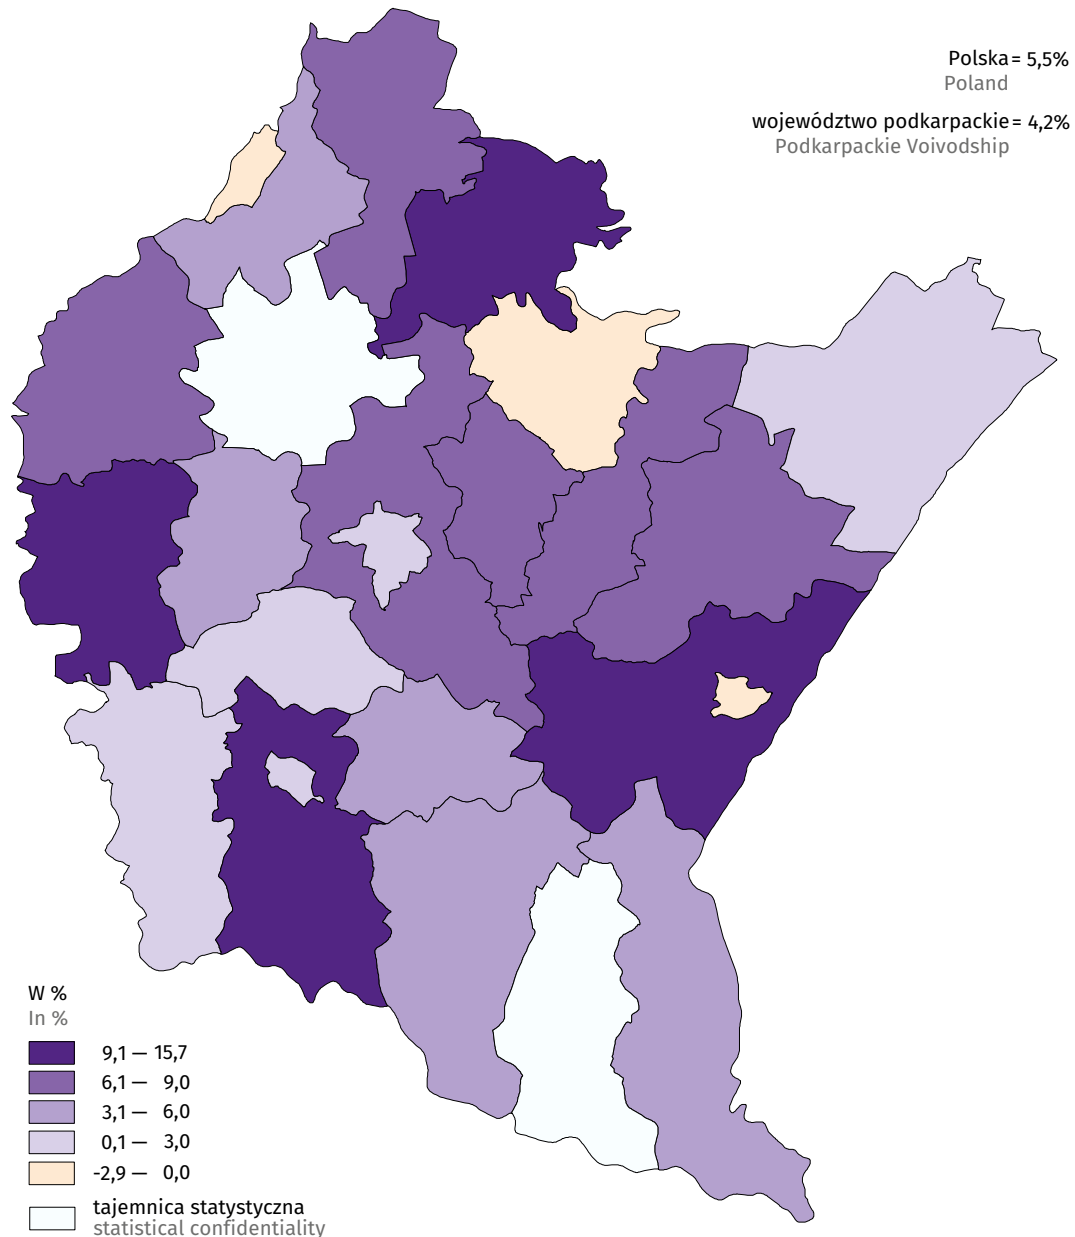 Polska = 5,5%
Poland
województwo podkarpackie = 4,2%
Podkarpackie Voivodship
W %
In %
9,1 — 15,7
6,1 — 9,0
3,1 — 6,0
0,1 — 3,0
-2,9 — 0,0
tajemnica statystyczna
statistical confidentiality